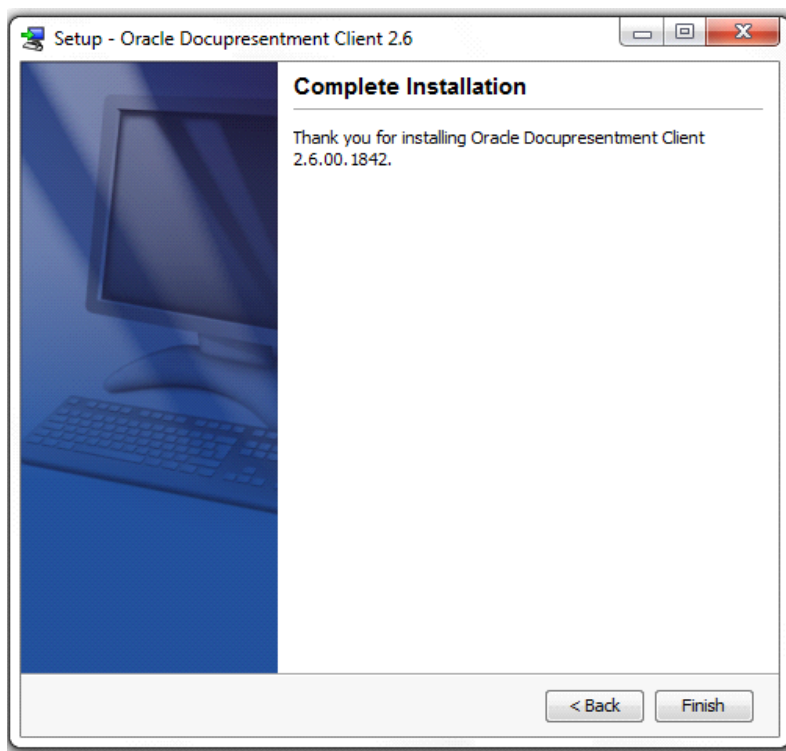 Setup - Oracle Docupresentment Client 2.6
Complete Installation
Thank you for installing Oracle Docupresentment Client
2.6.00.1842.
< Back
Finish